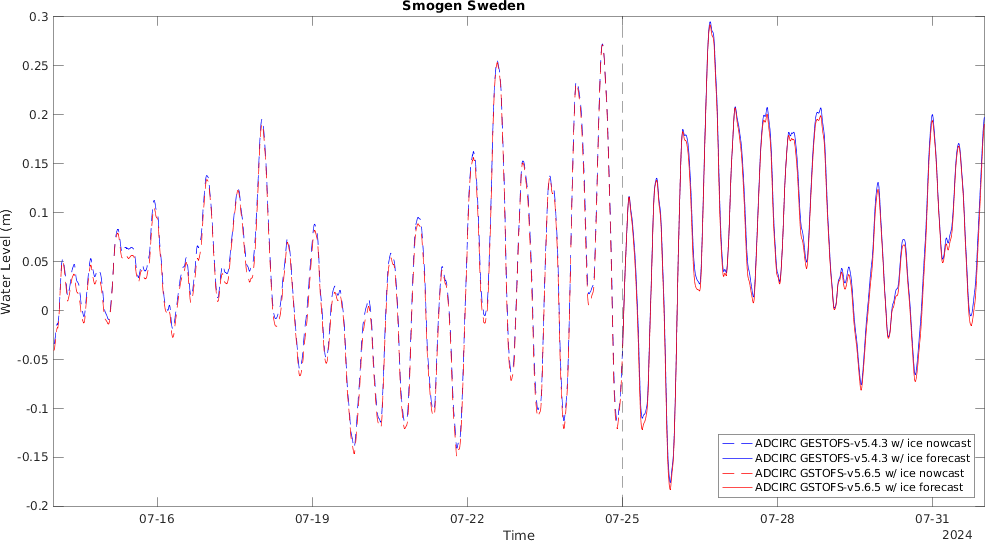 Smogen Sweden
0.3
0.25
0.2
0.15
0.1
0.05
0
-0.05
-0.1
-0.15
-0.2
Water Level (m)
ADCIRC GESTOFS-v5.4.3 w/ ice nowcast
ADCIRC GESTOFS-v5.4.3 w/ ice forecast
ADCIRC GSTOFS-v5.6.5 w/ ice nowcast
ADCIRC GSTOFS-v5.6.5 w/ ice forecast
07-16 07-19 07-22 07-25 07-28 07-31
Time
2024